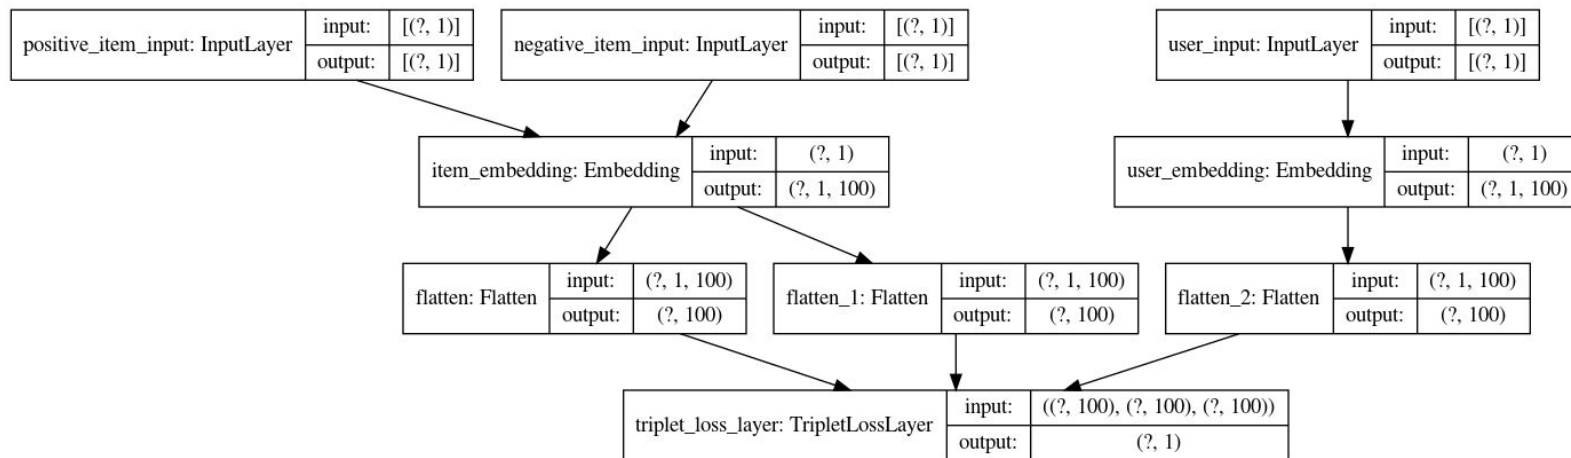 positive_item_input: InputLayer
input: [(?, 1)]
output: [(?, 1)]
negative_item_input: InputLayer
input: [(?, 1)]
output: [(?, 1)]
user_input: InputLayer
input: [(?, 1)]
output: [(?, 1)]
item_embedding: Embedding
input: (?, 1)
output: (?, 1, 100)
user_embedding: Embedding
input: (?, 1)
output: (?, 1, 100)
flatten: Flatten
input: (?, 1, 100)
output: (?, 100)
flatten_1: Flatten
input: (?, 1, 100)
output: (?, 100)
flatten_2: Flatten
input: (?, 1, 100)
output: (?, 100)
triplet_loss_layer: TripletLossLayer
input: ((?, 100), (?, 100), (?, 100))
output: (?, 1)